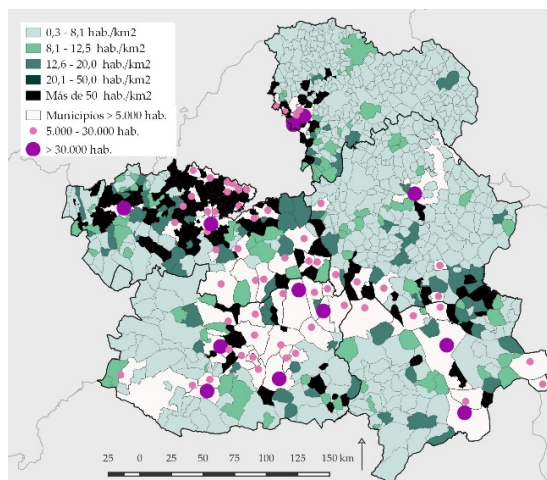 0,3 - 8,1 hab./km2
8,1 - 12,5 hab./km2
12,6 - 20,0 hab./km2
20,1 - 50,0 hab./km2
Más de 50 hab./km2
Municipios > 5.000 hab.
5.000 - 30.000 hab.
> 30.000 hab.
25 0 25 50 75 100 125 150 km